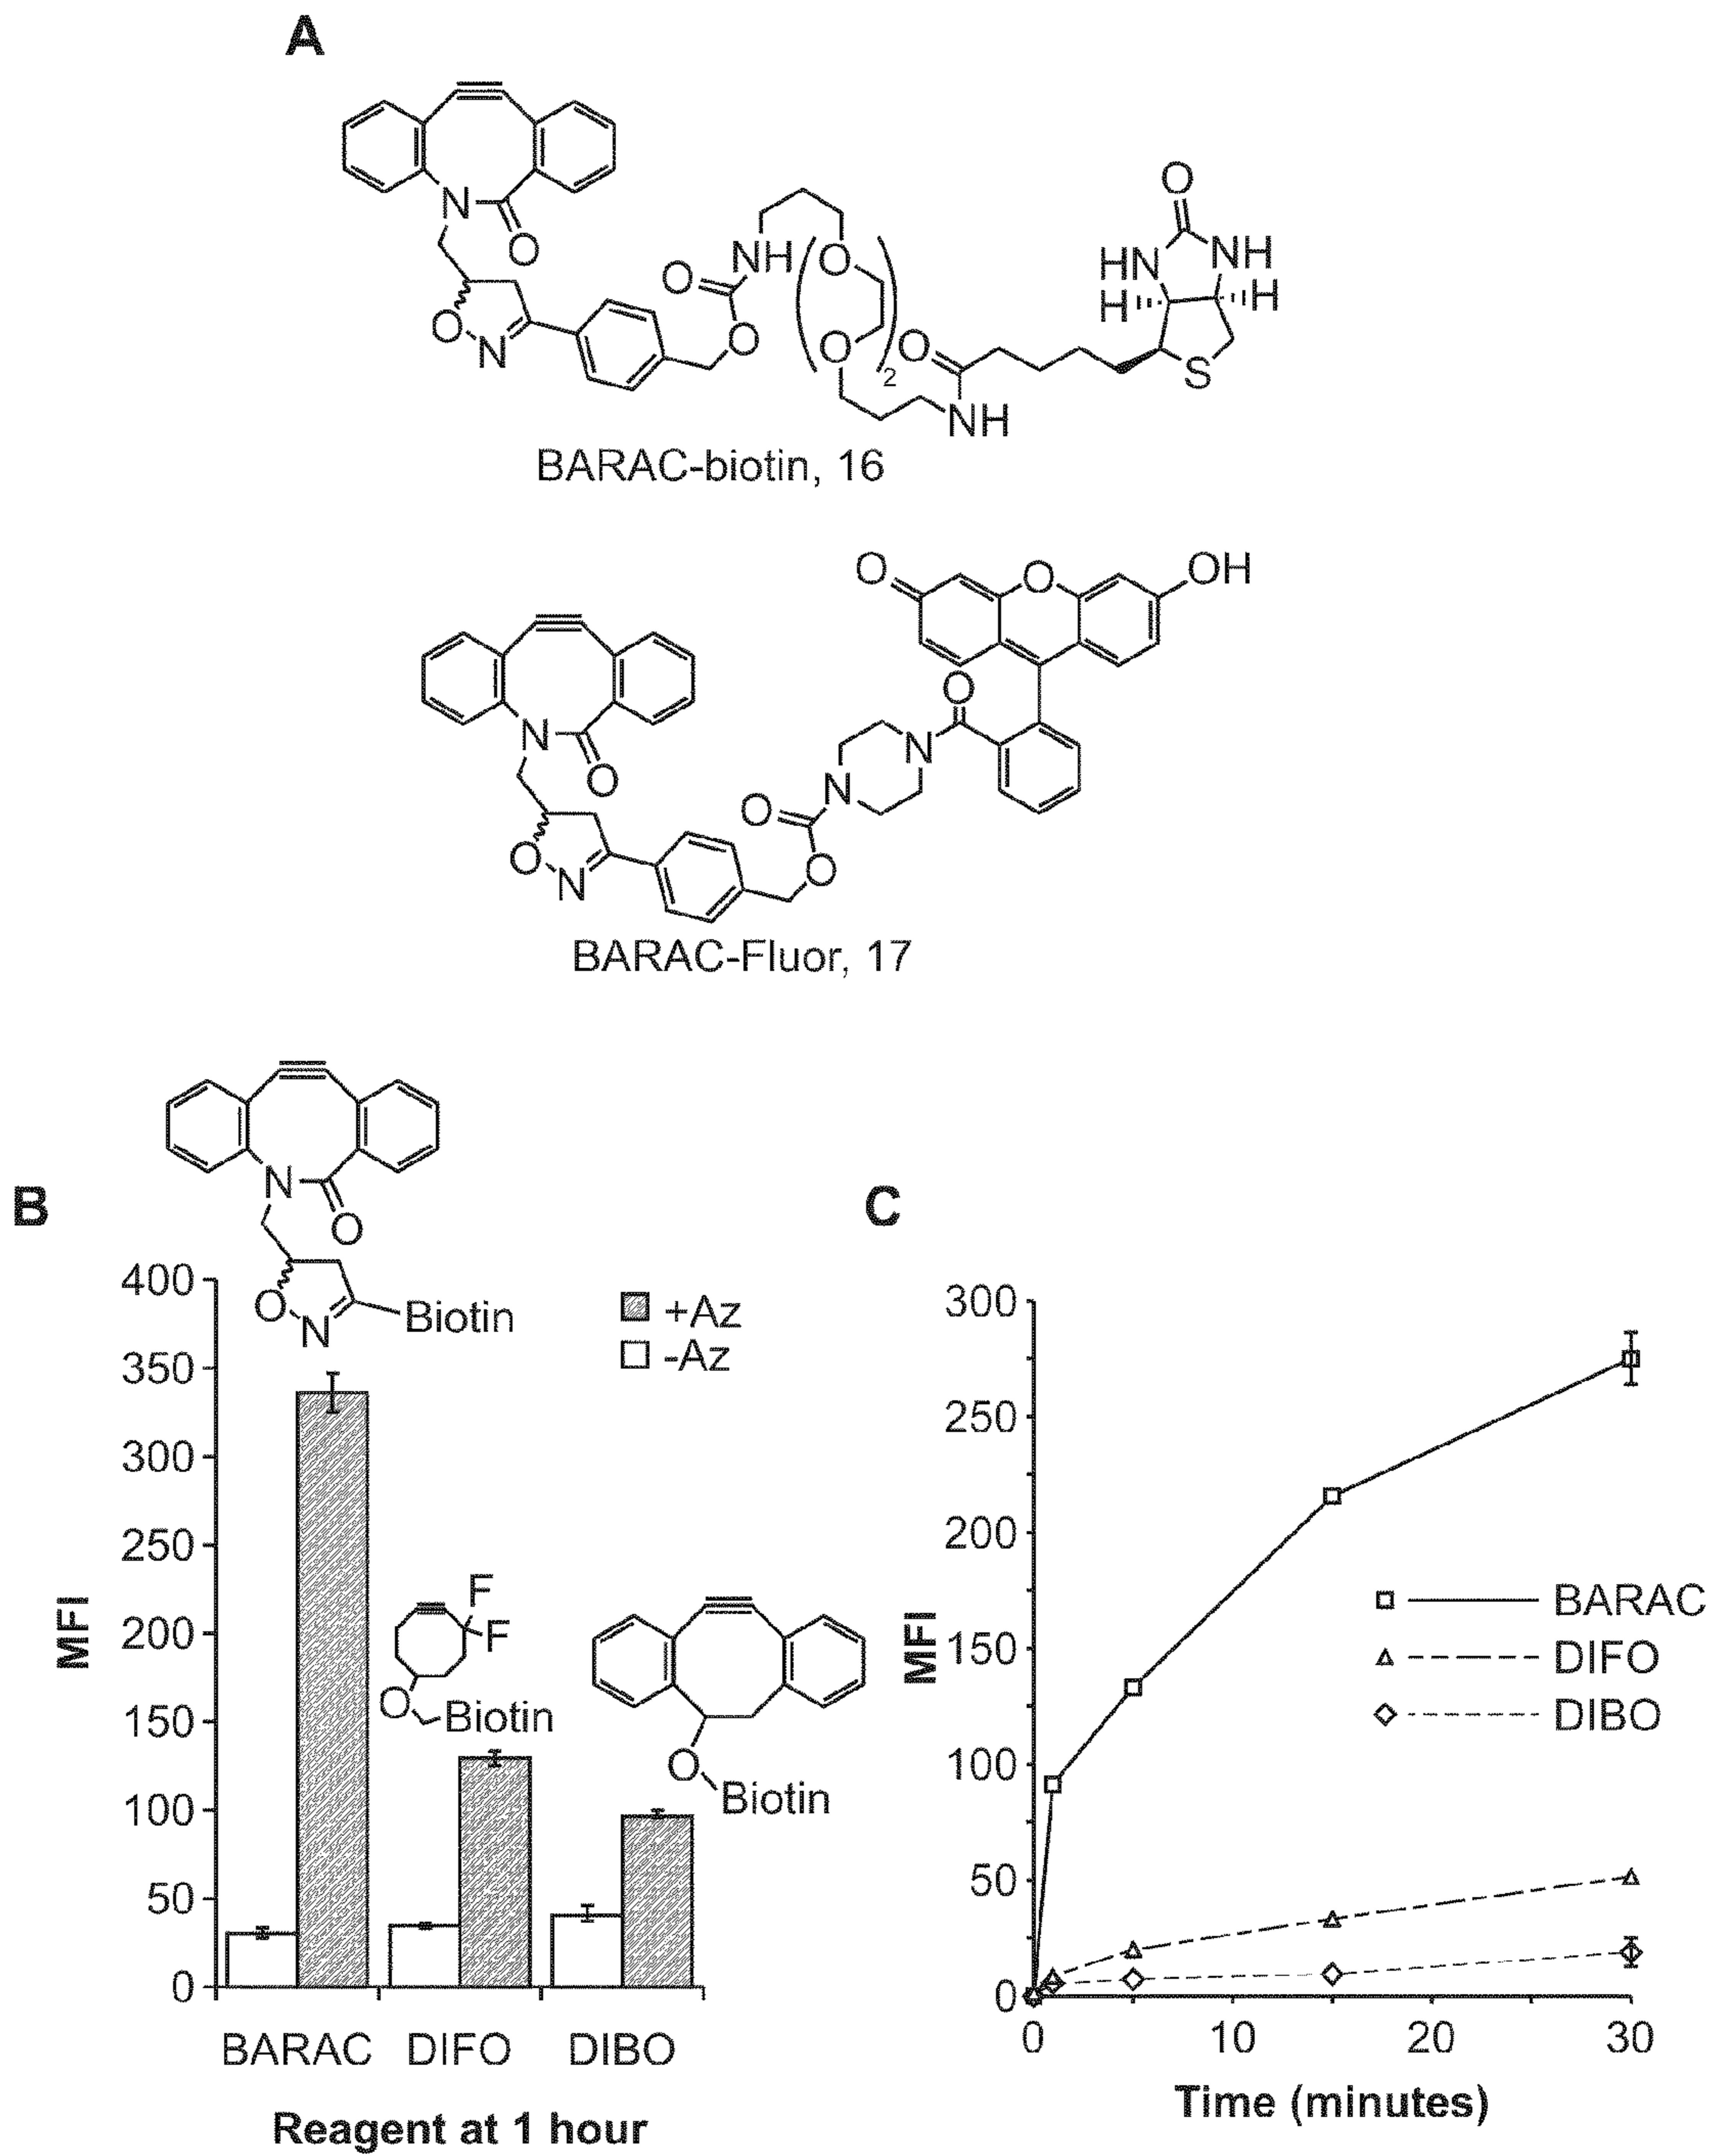 A
N
O
O
N
O
NH
O
(O
O)2
O
NH
O
HN
NH
H
H
S
BARAC-biotin, 16
O
O
OH
N
O
O
N
O
N
N
O
O
BARAC-Fluor, 17
B
N
O
O
N
Biotin
+Az
-Az
F
F
O
Biotin
O
Biotin
400
350
300
250
200
150
100
50
0
MFI
BARAC DIFO DIBO
Reagent at 1 hour
C
300
250
200
150
100
50
0
MFI
BARAC
DIFO
DIBO
0 10 20 30
Time (minutes)